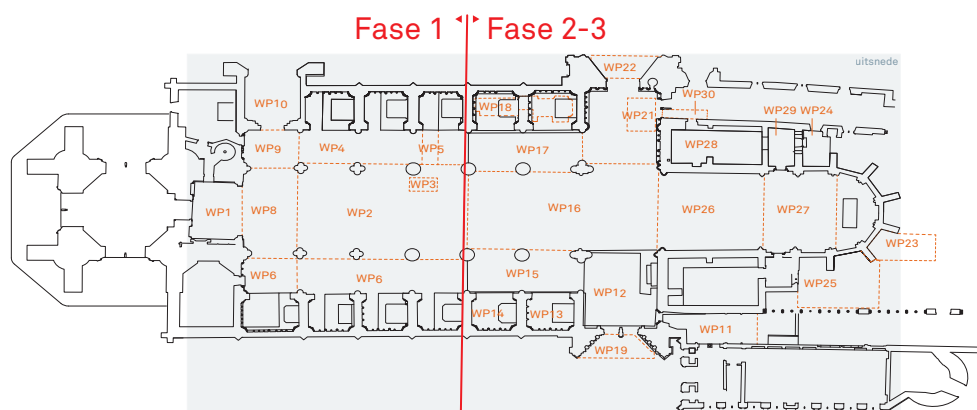 Fase 1 Fase 2-3
uitsnede
WP22
WP30
WP10 WP18 WP21 WP29 WP24
WP9 WP4 WP5 WP17 WP28
WP3
WP1 WP8 WP2 WP16 WP26 WP27
WP23
WP6 WP6 WP15 WP12 WP25
WP14 WP13 WP11
WP19